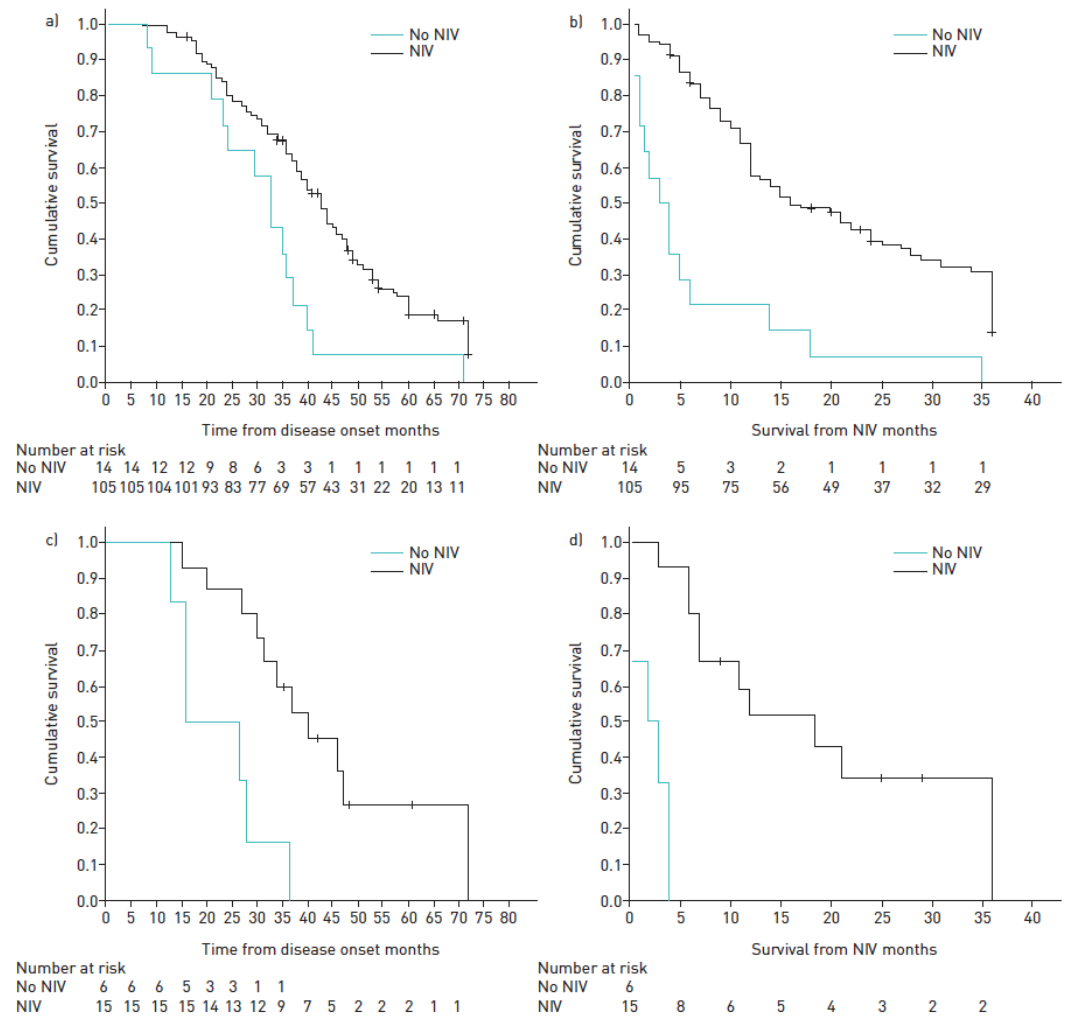 a)
No NIV
NIV
Cumulative survival
1.0
0.9
0.8
0.7
0.6
0.5
0.4
0.3
0.2
0.1
0.0
0 5 10 15 20 25 30 35 40 45 50 55 60 65 70 75 80
Time from disease onset months
Number at risk
No NIV 14 14 12 12 9 8 6 3 3 1 1 1 1 1 1
NIV 105 105 104 101 93 83 77 69 57 43 31 22 20 13 11
b)
No NIV
NIV
Cumulative survival
1.0
0.9
0.8
0.7
0.6
0.5
0.4
0.3
0.2
0.1
0.0
0 5 10 15 20 25 30 35 40
Survival from NIV months
Number at risk
No NIV 14 5 3 2 1 1 1 1
NIV 105 95 75 56 49 37 32 29
c)
No NIV
NIV
Cumulative survival
1.0
0.9
0.8
0.7
0.6
0.5
0.4
0.3
0.2
0.1
0.0
0 5 10 15 20 25 30 35 40 45 50 55 60 65 72 75 80
Time from disease onset months
Number at risk
No NIV 6 6 6 5 3 3 1 1
NIV 15 15 15 15 14 13 12 9 7 5 2 2 2 1 1
d)
No NIV
NIV
Cumulative survival
1.0
0.9
0.8
0.7
0.6
0.5
0.4
0.3
0.2
0.1
0.0
0 5 10 15 20 25 30 35 40
Survival from NIV months
Number at risk
No NIV 6
NIV 15 8 6 5 4 3 2 2